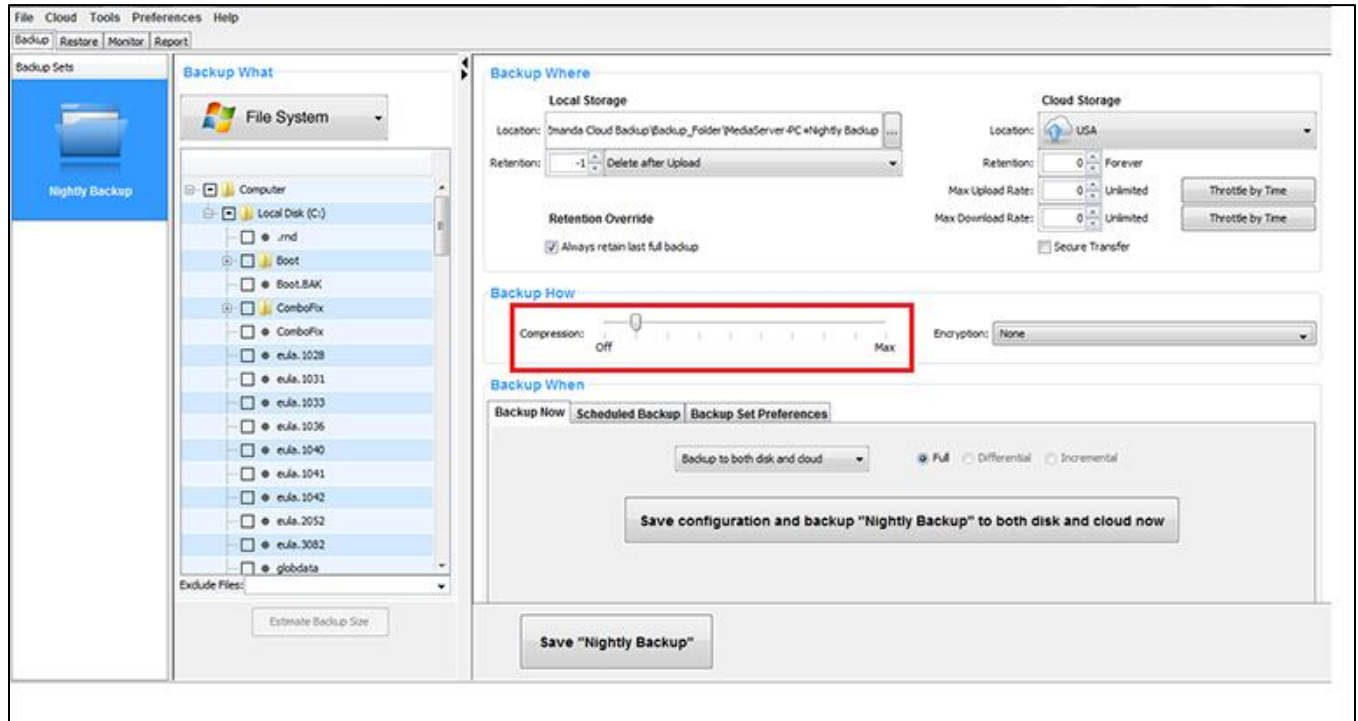 File Cloud Tools Preferences Help
Backup Restore Monitor Report
Backup Sets
Nightly Backup
Backup What
File System
Computer
Local Disk (C:)
.rnd
Boot
Boot.BAK
ComboFix
ComboFix
eula.1028
eula.1031
eula.1033
eula.1036
eula.1040
eula.1041
eula.1042
eula.2052
eula.3082
globdata
Exclude Files:
Estimate Backup Size
Backup Where
Local Storage
Location: Cloud Backup\Backup_Folder\MediaServer-PC+Nightly Backup ...
Retention: -1 Delete after Upload
Retention Override
Always retain last full backup
Cloud Storage
Location: USA
Retention: 0 Forever
Max Upload Rate: 0 Unlimited Throttle by Time
Max Download Rate: 0 Unlimited Throttle by Time
Secure Transfer
Backup How
Compression: Off Max
Encryption: None
Backup When
Backup Now Scheduled Backup Backup Set Preferences
Backup to both disk and cloud Full Differential Incremental
Save configuration and backup "Nightly Backup" to both disk and cloud now
Save "Nightly Backup"